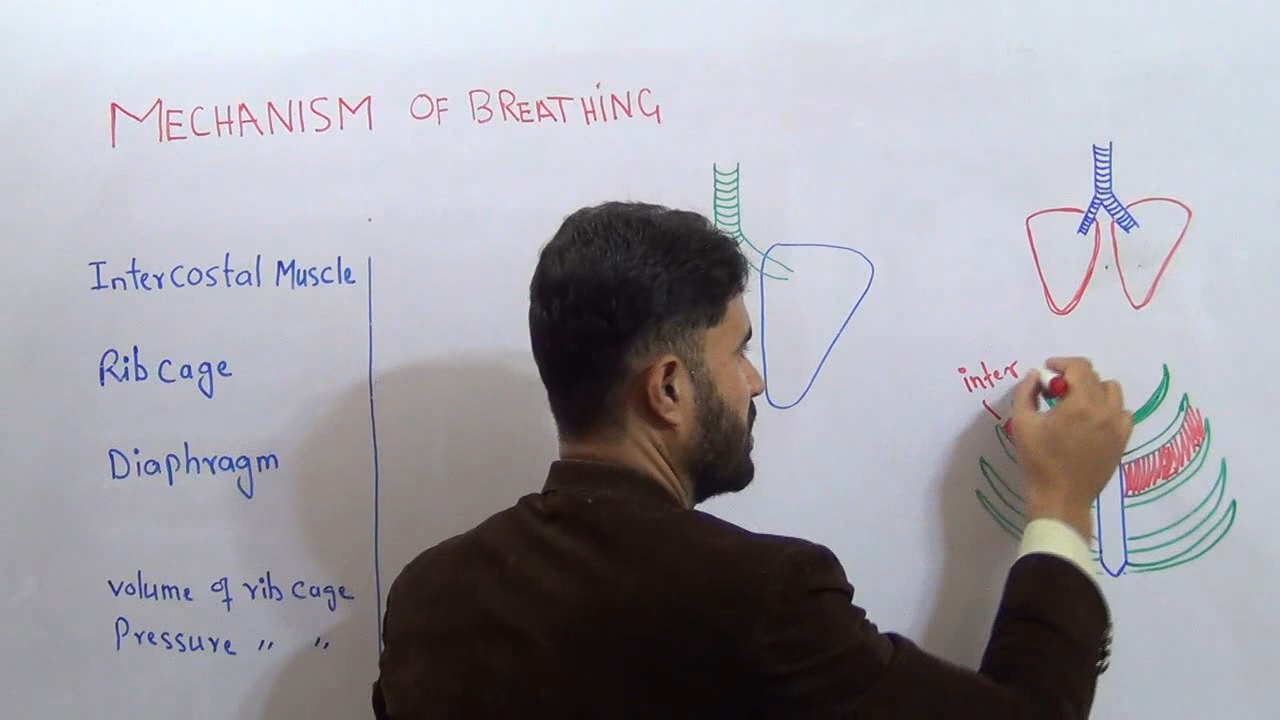 MECHANISM OF BREATHING
Intercostal Muscle
Rib Cage
Diaphragm
volume of rib cage
Pressure " "
inter